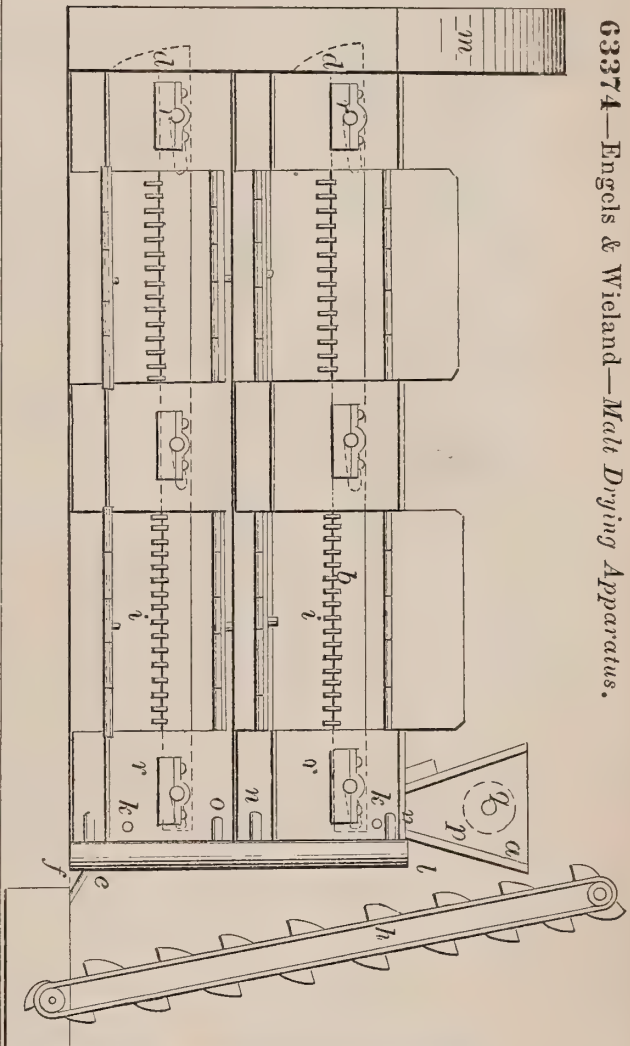 63374—Engels & Wieland—Malt Drying Apparatus.
m
d
d
r
r
b
i
i
r
r
k
k
o
n
n
q
p
a
l
e
f
h